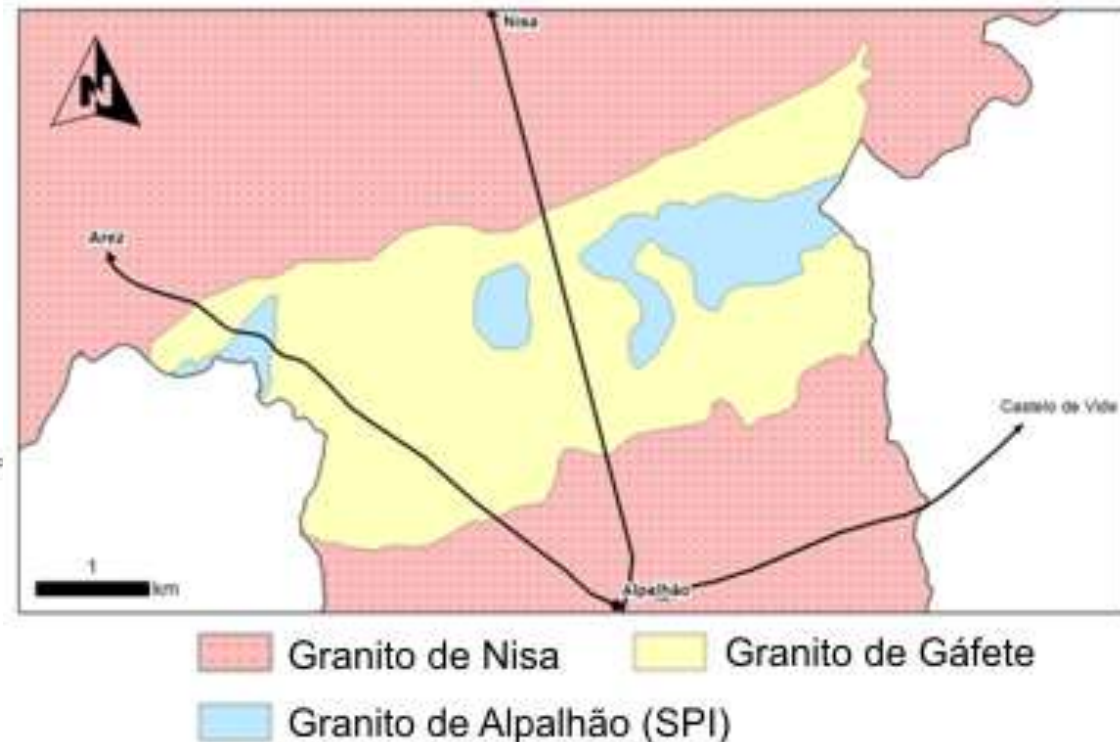 N
Nisa
Arez
Castelo de Vide
1
km
Alpalhão
Granito de Nisa
Granito de Gáfete
Granito de Alpalhão (SPI)